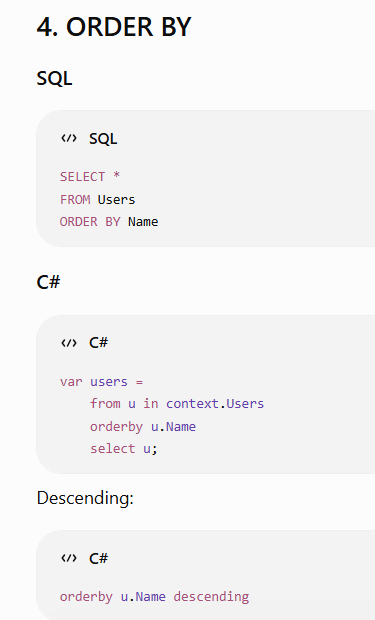 4. ORDER BY
SQL
</> SQL
SELECT *
FROM Users
ORDER BY Name
C#
</> C#
var users =
    from u in context.Users
    orderby u.Name
    select u;
Descending:
</> C#
orderby u.Name descending